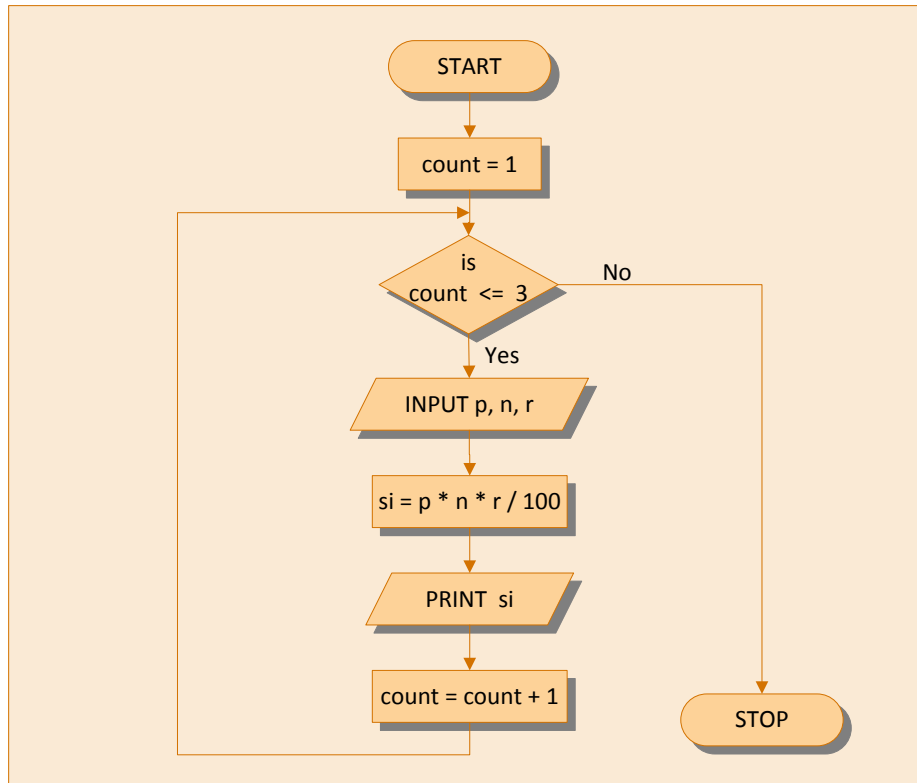 START
count = 1
is
count <= 3
No
Yes
INPUT p, n, r
si = p * n * r / 100
PRINT si
count = count + 1
STOP